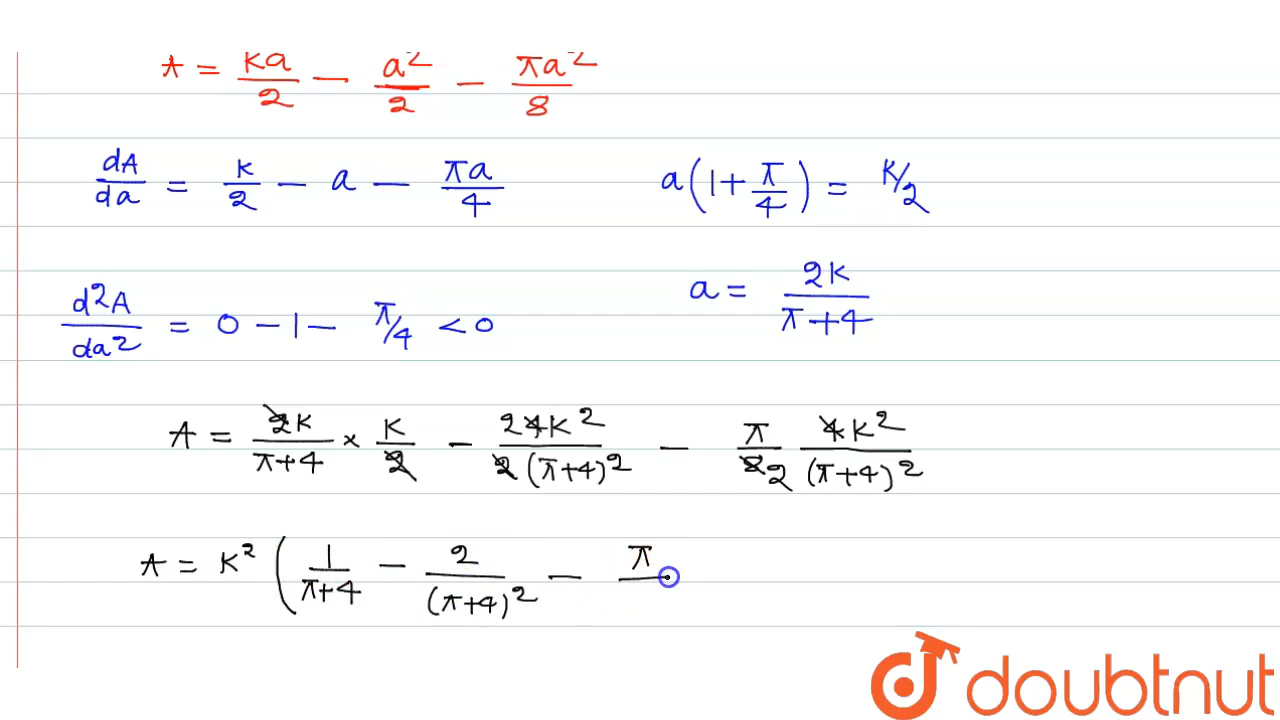 A = Ka/2 - a²/2 - πa²/8
dA/da = K/2 - a - πa/4
a(1+π/4) = K/2
a = 2K/π+4
d²A/da² = 0 - 1 - π/4 < 0
A = 2K/π+4 × K/2 - 24K²/2(π+4)² - π/82 4K²/(π+4)²
A = K² (1/π+4 - 2/(π+4)² - π/
doubtnut